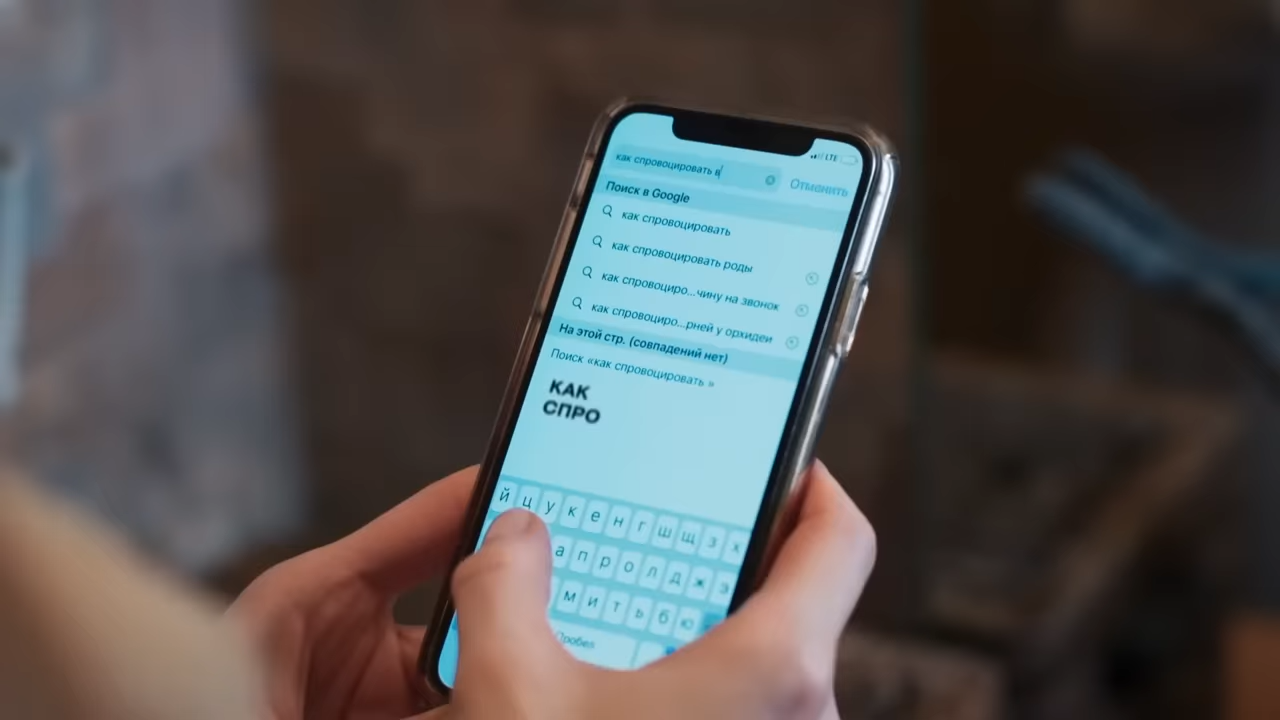 LTE
как спровоцировать в
Отменить
Поиск в Google
как спровоцировать
как спровоцировать роды
как спровоциро...чину на звонок
как спровоциро...рней у орхидеи
На этой стр. (совпадений нет)
Поиск «как спровоцировать »
КАК
СПРО
й ц у к е н г ш щ з х
а п р о л д ж э
м и т ь б ю
Пробел